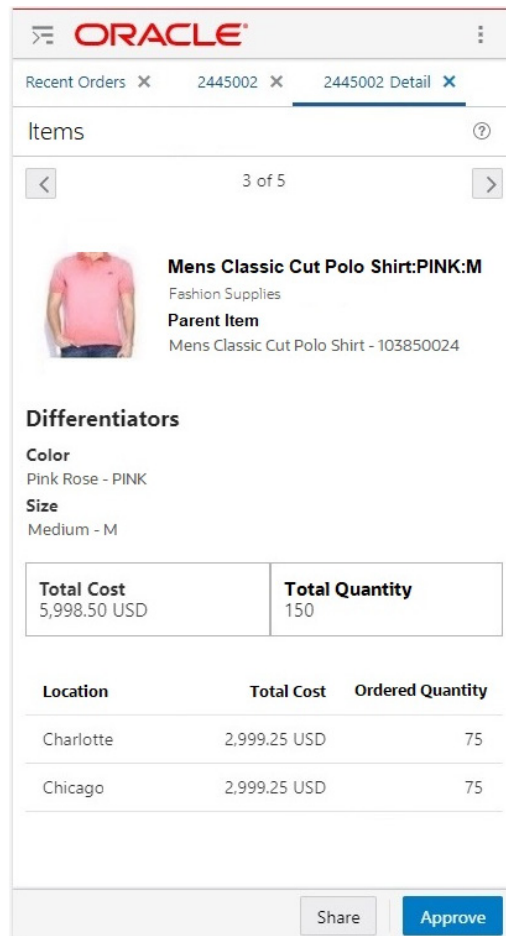 ORACLE
Recent Orders ✕ 2445002 ✕ 2445002 Detail ✕
Items ?
3 of 5
Mens Classic Cut Polo Shirt:PINK:M
Fashion Supplies
Parent Item
Mens Classic Cut Polo Shirt - 103850024
Differentiators
Color
Pink Rose - PINK
Size
Medium - M
Total Cost Total Quantity
5,998.50 USD 150
Location Total Cost Ordered Quantity
Charlotte 2,999.25 USD 75
Chicago 2,999.25 USD 75
Share Approve